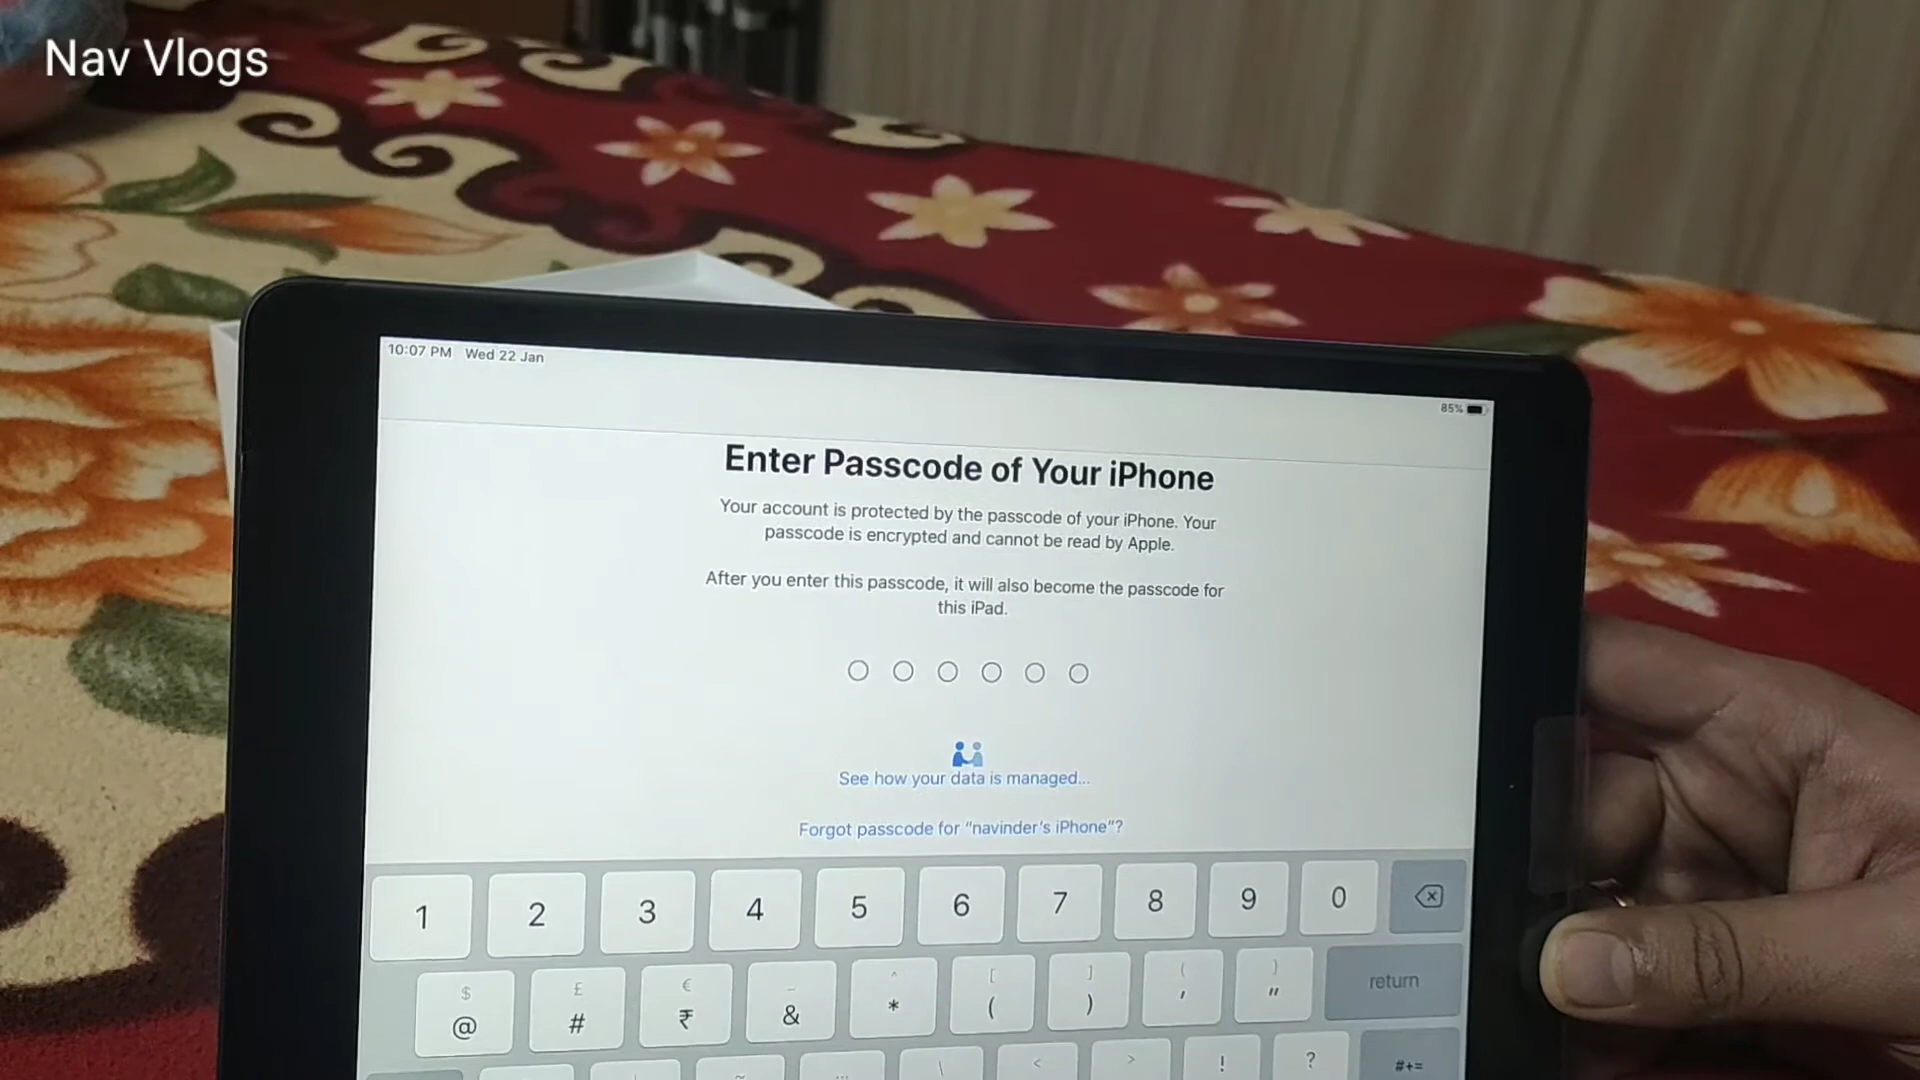 Nav Vlogs
10:07 PM Wed 22 Jan
85%
Enter Passcode of Your iPhone
Your account is protected by the passcode of your iPhone. Your
passcode is encrypted and cannot be read by Apple.
After you enter this passcode, it will also become the passcode for
this iPad.
See how your data is managed...
Forgot passcode for “navinder's iPhone”?
1 2 3 4 5 6 7 8 9 0
$ £ € _ ^ [ ] ( )
@ # ₹ & * ( ) ' " return
~ … \ < > ! ? #+=